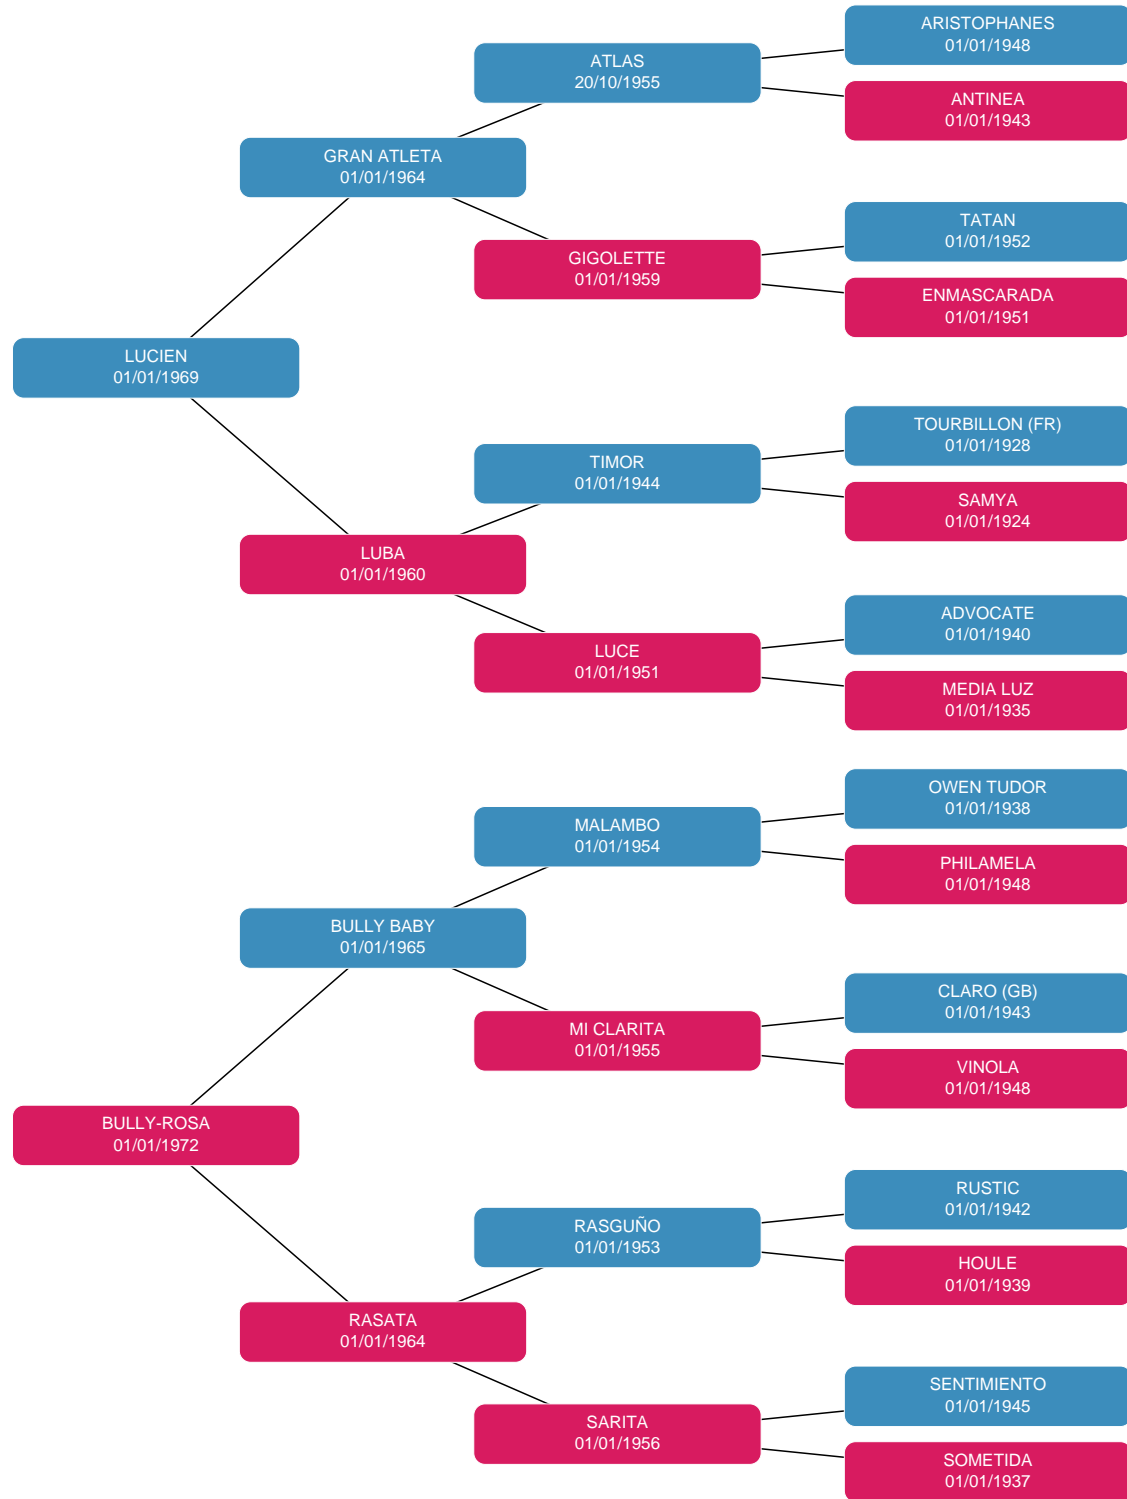 ARISTOPHANES
01/01/1948
ATLAS
20/10/1955
ANTINEA
01/01/1943
GRAN ATLETA
01/01/1964
TATAN
01/01/1952
GIGOLETTE
01/01/1959
ENMASCARADA
01/01/1951
LUCIEN
01/01/1969
TOURBILLON (FR)
01/01/1928
TIMOR
01/01/1944
SAMYA
01/01/1924
LUBA
01/01/1960
ADVOCATE
01/01/1940
LUCE
01/01/1951
MEDIA LUZ
01/01/1935
OWEN TUDOR
01/01/1938
MALAMBO
01/01/1954
PHILAMELA
01/01/1948
BULLY BABY
01/01/1965
CLARO (GB)
01/01/1943
MI CLARITA
01/01/1955
VINOLA
01/01/1948
BULLY-ROSA
01/01/1972
RUSTIC
01/01/1942
RASGUÑO
01/01/1953
HOULE
01/01/1939
RASATA
01/01/1964
SENTIMIENTO
01/01/1945
SARITA
01/01/1956
SOMETIDA
01/01/1937